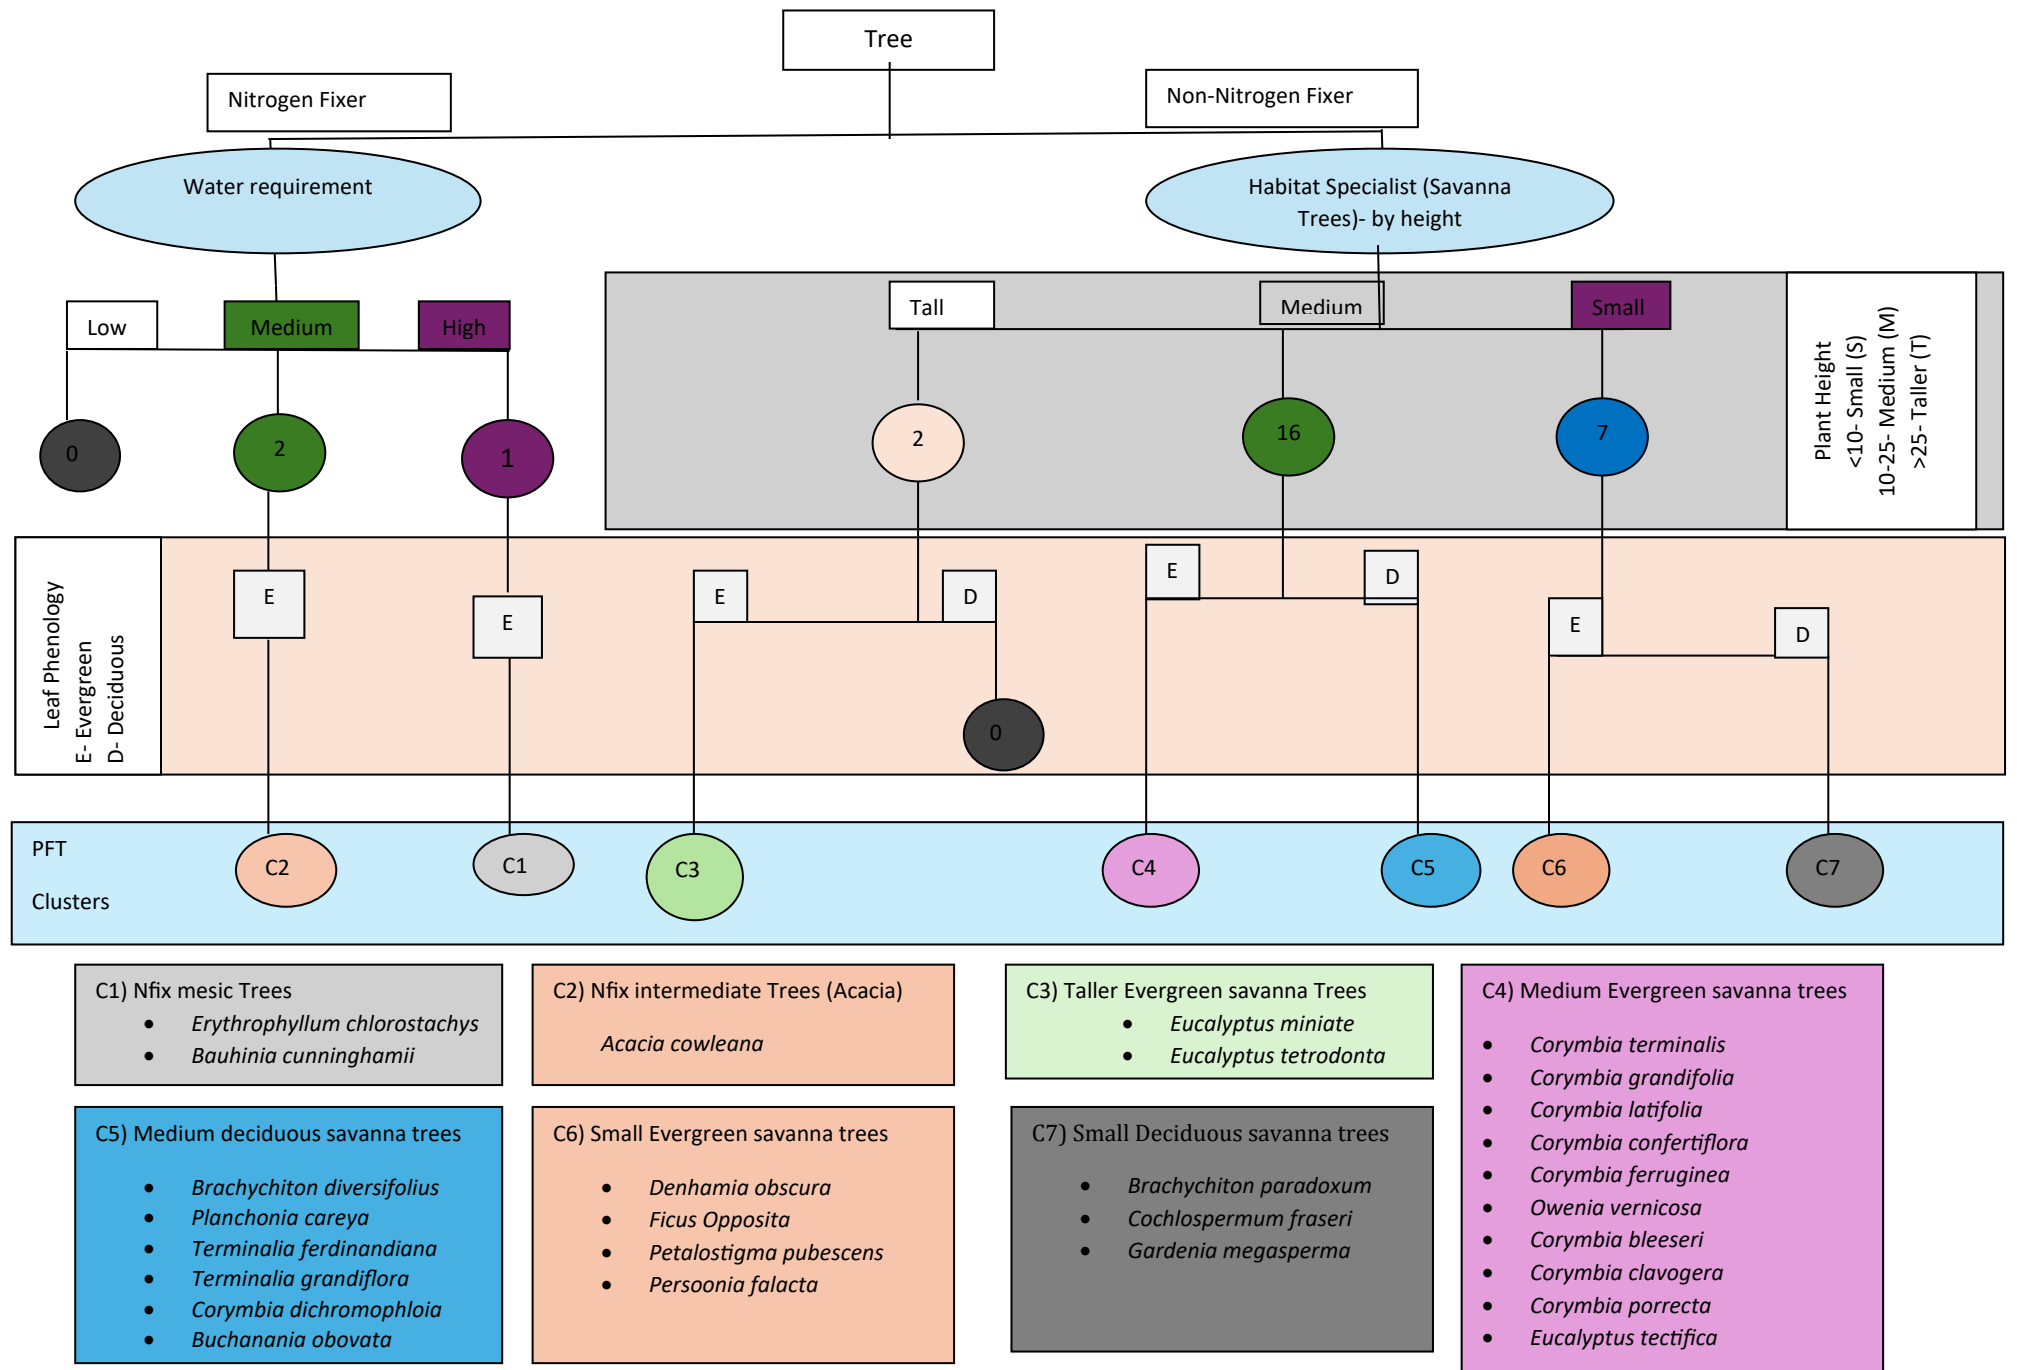 Tree
Nitrogen Fixer
Non-Nitrogen Fixer
Water requirement
Habitat Specialist (Savanna
Trees)- by height
Low
Medium
High
Tall
Medium
Small
Plant Height
<10- Small (S)
10-25- Medium (M)
>25- Taller (T)
0
2
1
2
16
7
Leaf Phenology
E- Evergreen
D- Deciduous
E
E
E
D
E
D
E
D
0
PFT
Clusters
C2
C1
C3
C4
C5
C6
C7
C1) Nfix mesic Trees
• Erythrophyllum chlorostachys
• Bauhinia cunninghamii
C2) Nfix intermediate Trees (Acacia)
Acacia cowleana
C3) Taller Evergreen savanna Trees
• Eucalyptus miniate
• Eucalyptus tetrodonta
C4) Medium Evergreen savanna trees
• Corymbia terminalis
• Corymbia grandifolia
• Corymbia latifolia
• Corymbia confertiflora
• Corymbia ferruginea
• Owenia vernicosa
• Corymbia bleeseri
• Corymbia clavogera
• Corymbia porrecta
• Eucalyptus tectifica
C5) Medium deciduous savanna trees
• Brachychiton diversifolius
• Planchonia careya
• Terminalia ferdinandiana
• Terminalia grandiflora
• Corymbia dichromophloia
• Buchanania obovata
C6) Small Evergreen savanna trees
• Denhamia obscura
• Ficus Opposita
• Petalostigma pubescens
• Persoonia falacta
C7) Small Deciduous savanna trees
• Brachychiton paradoxum
• Cochlospermum fraseri
• Gardenia megasperma